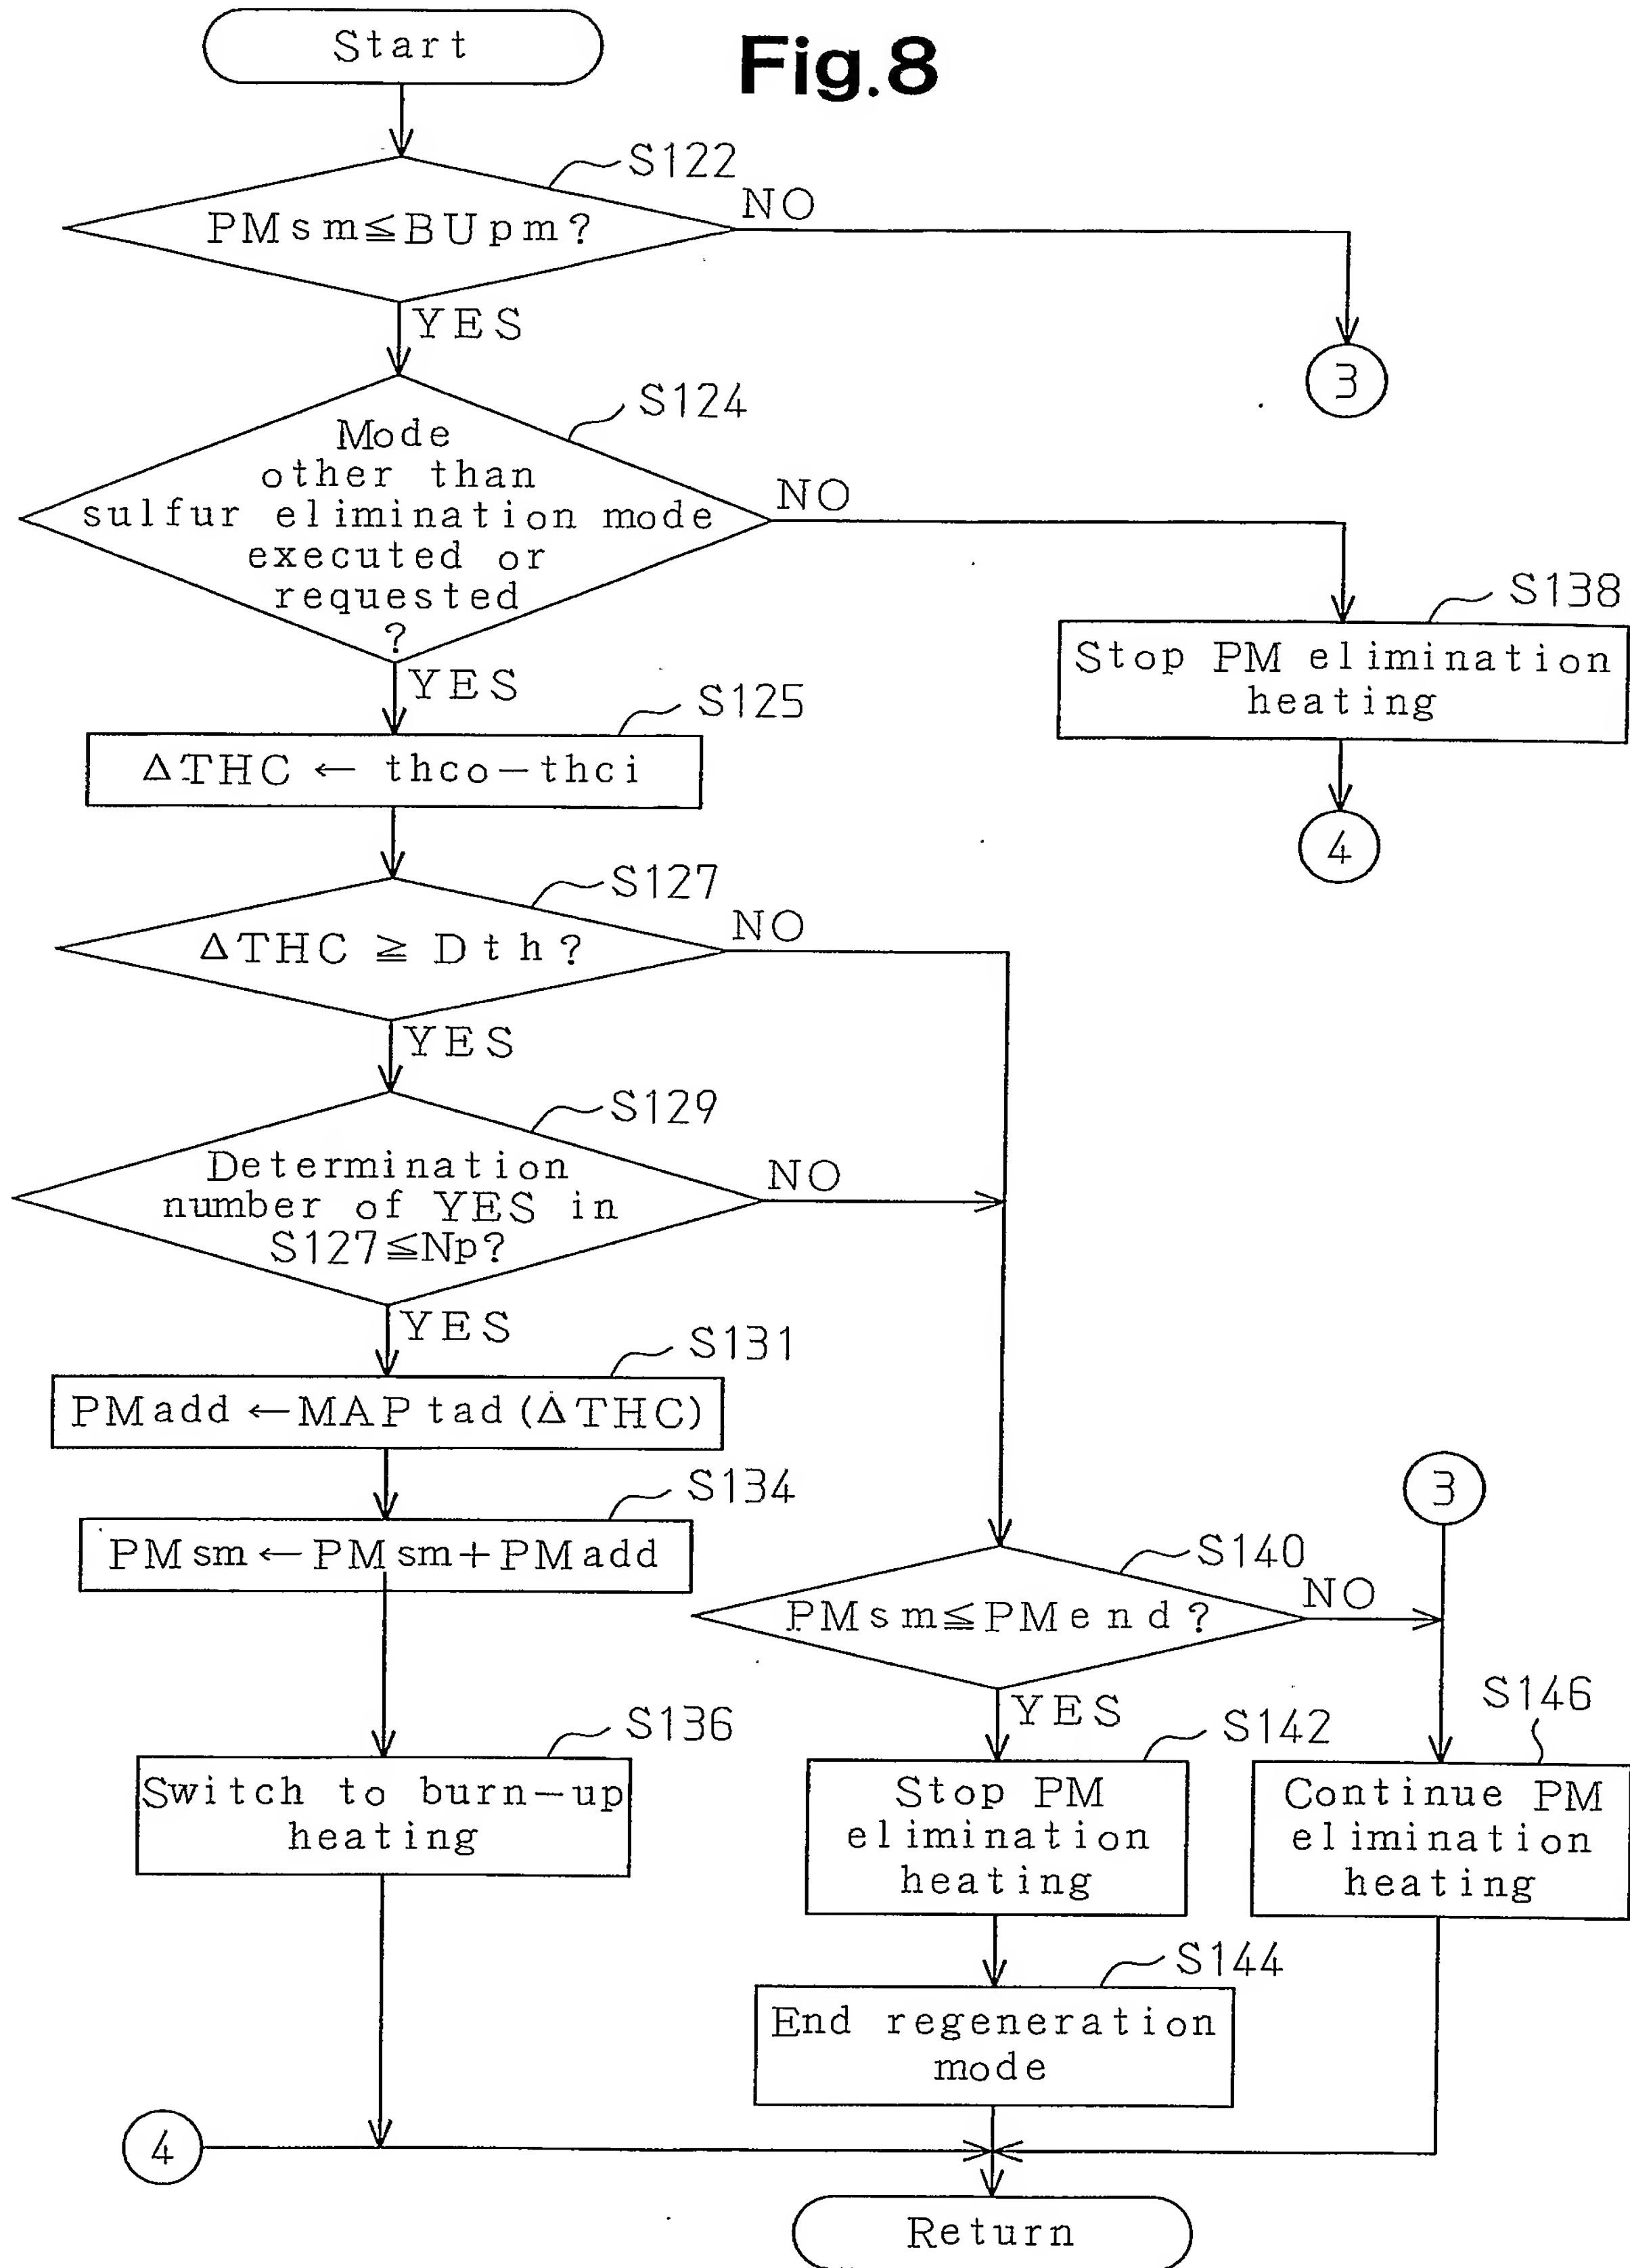 Start
Fig.8
S122
PMsm≦BUpm?
NO
YES
3
S124
Mode
other than
sulfur elimination mode
executed or
requested
?
NO
YES
S138
Stop PM elimination
heating
4
S125
ΔTHC ← thco-thci
S127
ΔTHC ≧ Dth?
NO
YES
S129
Determination
number of YES in
S127≦Np?
NO
YES
S131
PMadd ←MAPtad(ΔTHC)
S134
PMsm←PMsm+PMadd
3
S140
PMsm≦PMend?
NO
YES
S136
Switch to burn-up
heating
S142
Stop PM
elimination
heating
S146
Continue PM
elimination
heating
S144
End regeneration
mode
4
Return